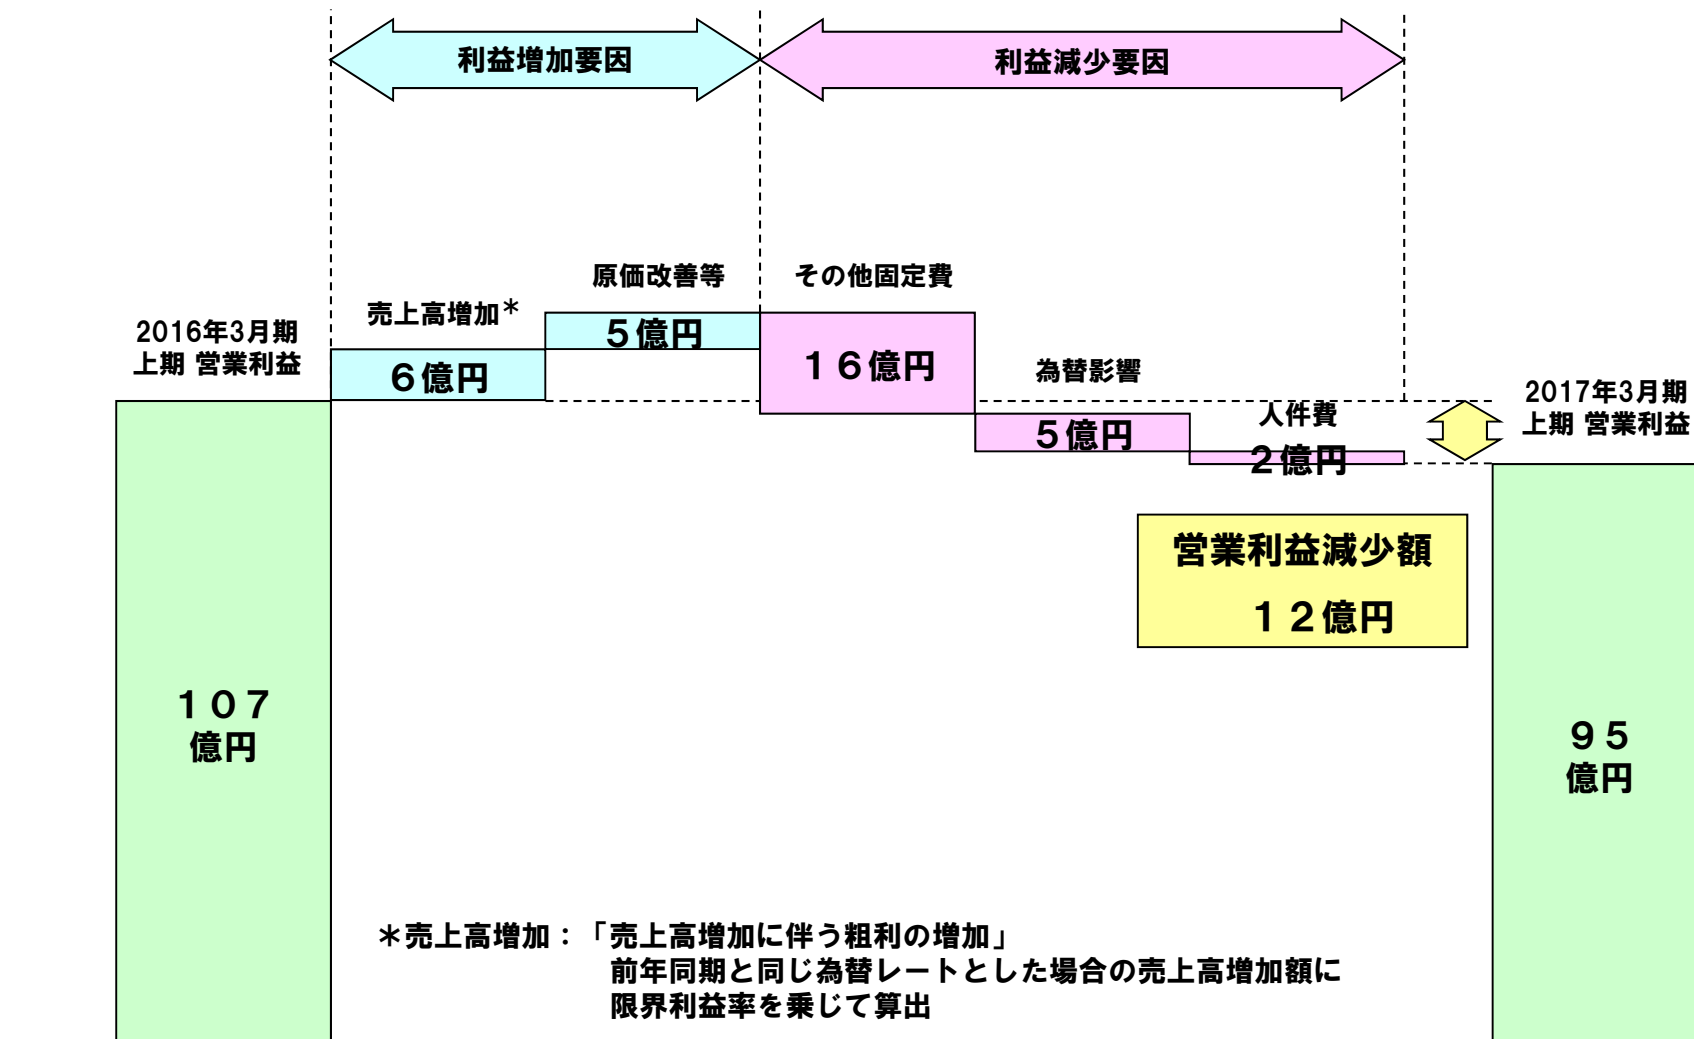 利益増加要因
利益減少要因
原価改善等
その他固定費
売上高増加＊
2016年3月期
上期 営業利益
５億円
６億円
１６億円
為替影響
2017年3月期
上期 営業利益
人件費
５億円
２億円
営業利益減少額
１２億円
１０７
億円
９５
億円
＊売上高増加：「売上高増加に伴う粗利の増加」
前年同期と同じ為替レートとした場合の売上高増加額に
限界利益率を乗じて算出